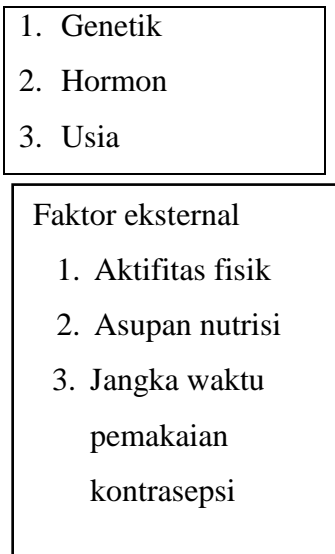 1. Genetik
2. Hormon
3. Usia
Faktor eksternal
1. Aktifitas fisik
2. Asupan nutrisi
3. Jangka waktu
pemakaian
kontrasepsi